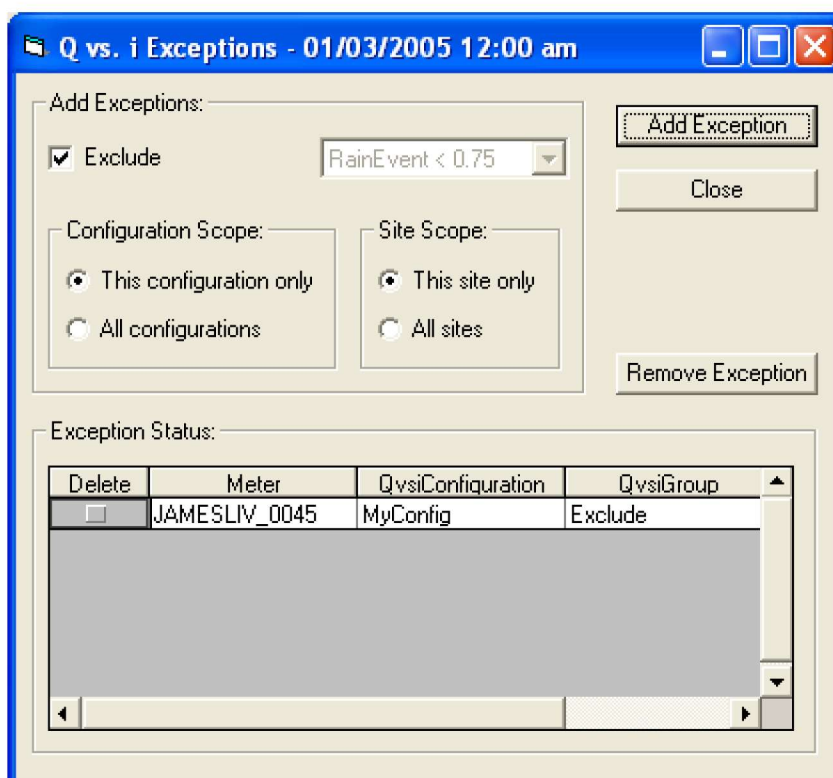 Q vs. i Exceptions - 01/03/2005 12:00 am
Add Exceptions:
Exclude
RainEvent < 0.75
Add Exception
Close
Configuration Scope:
This configuration only
All configurations
Site Scope:
This site only
All sites
Remove Exception
Exception Status:
Delete Meter QvsiConfiguration QvsiGroup
JAMESLIV_0045 MyConfig Exclude